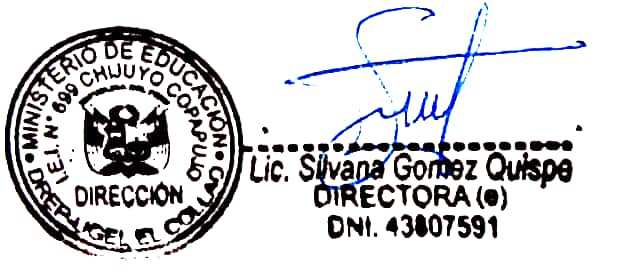 MINISTERIO DE EDUCACIÓN
I.E.I. N° 699 CHIJUYO COPAPUJO
DIRECCIÓN
DREP-UGEL EL COLLAO
Lic. Silvana Gomez Quispe
DIRECTORA (e)
DNI. 43807591